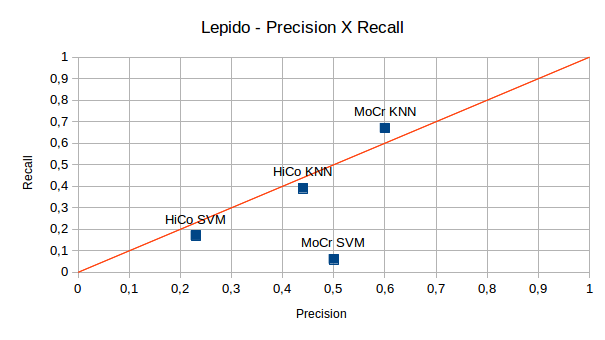 Lepido - Precision X Recall
1
0,9
0,8
0,7
MoCr KNN
0,6
0,5
HiCo KNN
0,4
0,3
HiCo SVM
0,2
MoCr SVM
0,1
0
Recall
0 0,1 0,2 0,3 0,4 0,5 0,6 0,7 0,8 0,9 1
Precision